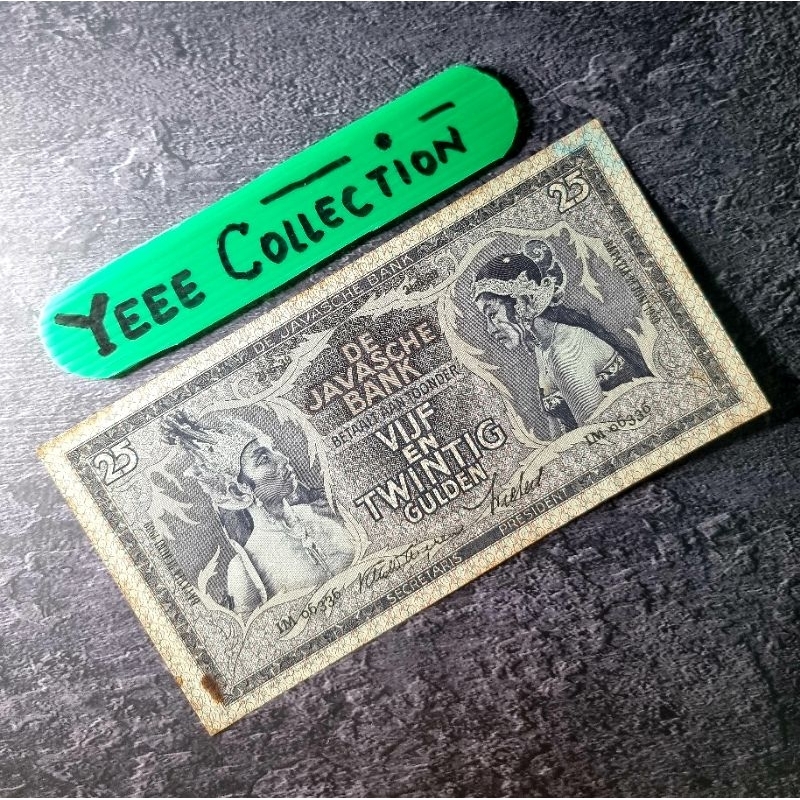 YEEE COLLECTION
DE JAVASCHE BANK
25
25
DE
JAVASCHE
BANK
BETAALT AAN TOONDER
VIJF
EN
TWINTIG
GULDEN
LM 06336
LM 06336
SECRETARIS
PRESIDENT